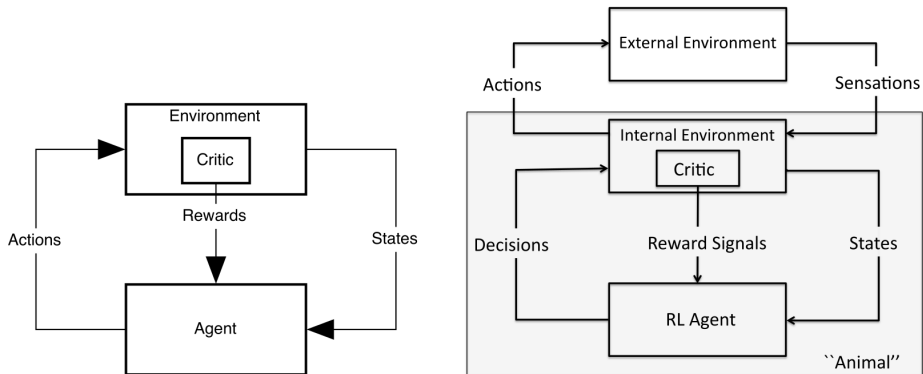 Environment
Critic
Rewards
Actions
States
Agent
External Environment
Actions
Sensations
Internal Environment
Critic
Decisions
Reward Signals
States
RL Agent
``Animal''